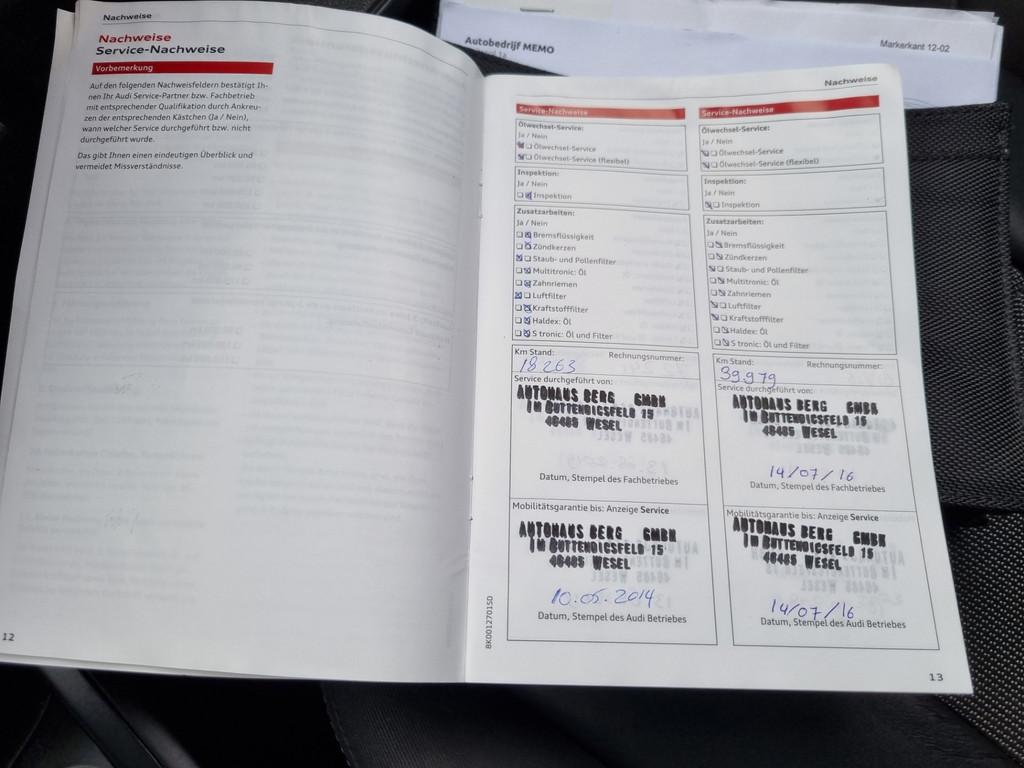 Nachweise
Nachweise
Service-Nachweise
Vorbemerkung
Auf den folgenden Nachweisfeldern bestätigt Ih-
nen Ihr Audi Service-Partner bzw. Fachbetrieb
mit entsprechender Qualifikation durch Ankreu-
zen der entsprechenden Kästchen (Ja / Nein),
wann welcher Service durchgeführt bzw. nicht
durchgeführt wurde.
Das gibt Ihnen einen eindeutigen Überblick und
vermeidet Missverständnisse.
12
Autobedrijf MEMO
Markerkant 12-02
Nachweise
Service-Nachweise
Ölwechsel-Service:
Ja / Nein
Ölwechsel-Service
Ölwechsel-Service (flexibel)
Inspektion:
Ja / Nein
Inspektion
Zusatzarbeiten:
Ja / Nein
Bremsflüssigkeit
Zündkerzen
Staub- und Pollenfilter
Multitronic: Öl
Zahnriemen
Luftfilter
Kraftstofffilter
Haldex: Öl
S tronic: Öl und Filter
Km Stand: Rechnungsnummer:
18263
Service durchgeführt von:
AUTOHAUS BERG GMBH
IM BUTTENDICSFELD 15
46485 WESEL
Datum, Stempel des Fachbetriebes
Mobilitätsgarantie bis: Anzeige Service
AUTOHAUS BERG GMBH
IM BUTTENDICSFELD 15
46485 WESEL
10.05.2014
Datum, Stempel des Audi Betriebes
8K0012701SD
Service-Nachweise
Ölwechsel-Service:
Ja / Nein
Ölwechsel-Service
Ölwechsel-Service (flexibel)
Inspektion:
Ja / Nein
Inspektion
Zusatzarbeiten:
Ja / Nein
Bremsflüssigkeit
Zündkerzen
Staub- und Pollenfilter
Multitronic: Öl
Zahnriemen
Luftfilter
Kraftstofffilter
Haldex: Öl
S tronic: Öl und Filter
Km Stand: Rechnungsnummer:
39979
Service durchgeführt von:
AUTOHAUS BERG GMBH
IM BUTTENDICSFELD 15
46485 WESEL
14/07/16
Datum, Stempel des Fachbetriebes
Mobilitätsgarantie bis: Anzeige Service
AUTOHAUS BERG GMBH
IM BUTTENDICSFELD 15
46485 WESEL
14/07/16
Datum, Stempel des Audi Betriebes
13